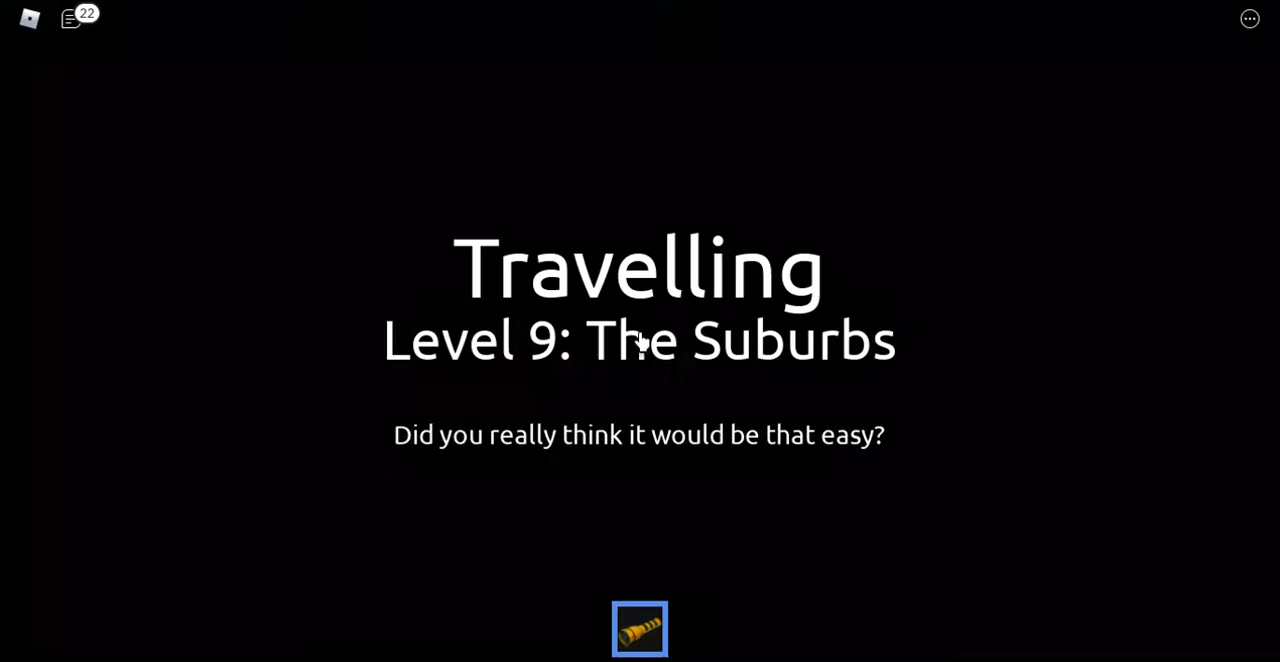 22
Travelling
Level 9: The Suburbs
Did you really think it would be that easy?